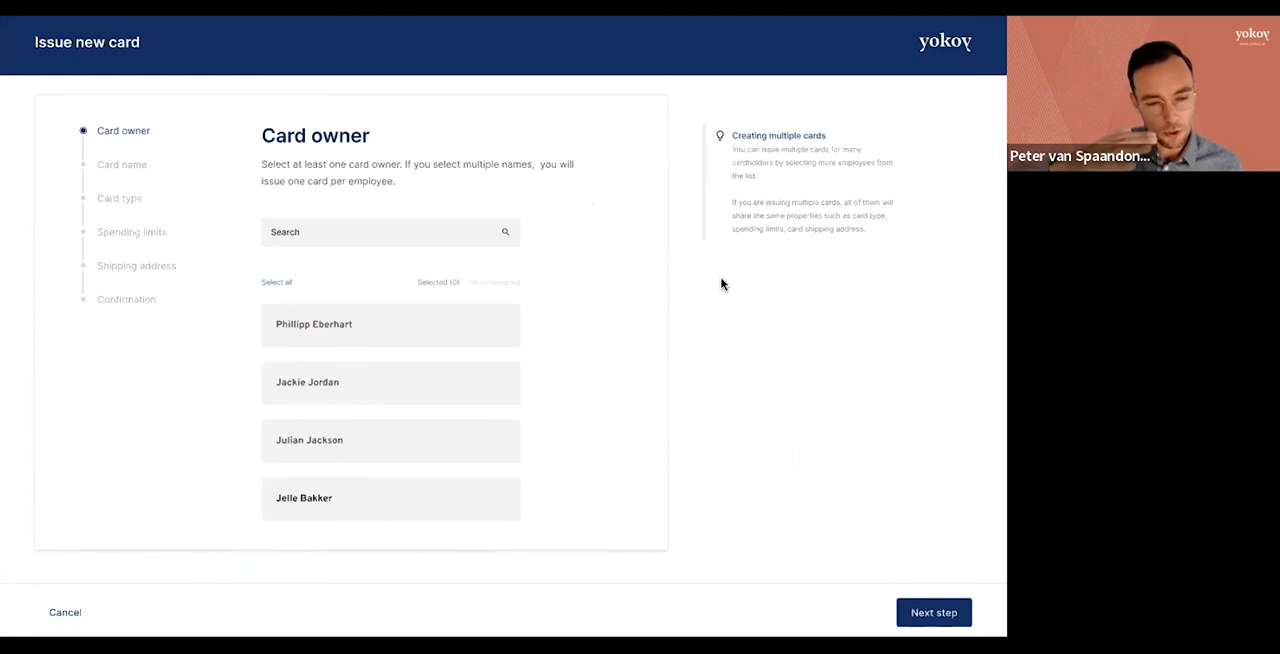 Issue new card
yokoy
yokoy
Peter van Spaandon...
Card owner
Card name
Card type
Spending limits
Shipping address
Confirmation
Card owner
Select at least one card owner. If you select multiple names, you will
issue one card per employee.
Search
Select all
Selected (0)
Phillipp Eberhart
Jackie Jordan
Julian Jackson
Jelle Bakker
Creating multiple cards
You can issue multiple cards for many
cardholders by selecting more employees from
the list.
If you are issuing multiple cards, all of them will
share the same properties such as card type,
spending limits, card shipping address.
Cancel
Next step